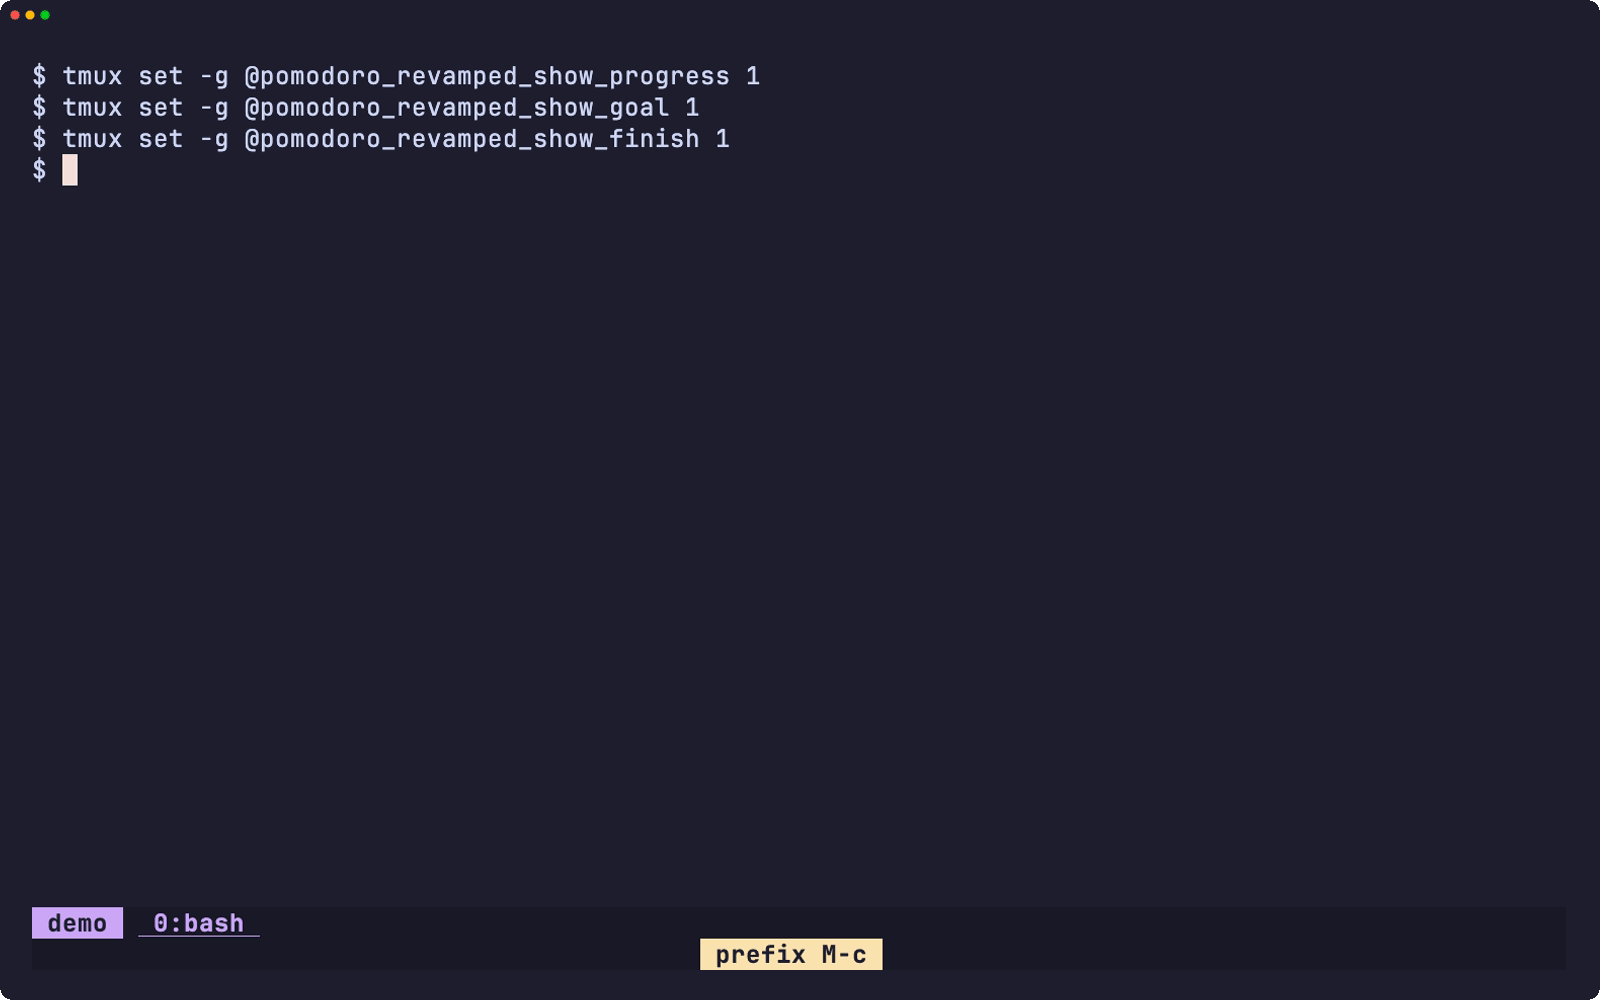 $ tmux set -g @pomodoro_revamped_show_progress 1
$ tmux set -g @pomodoro_revamped_show_goal 1
$ tmux set -g @pomodoro_revamped_show_finish 1
$
demo 0:bash
prefix M-c